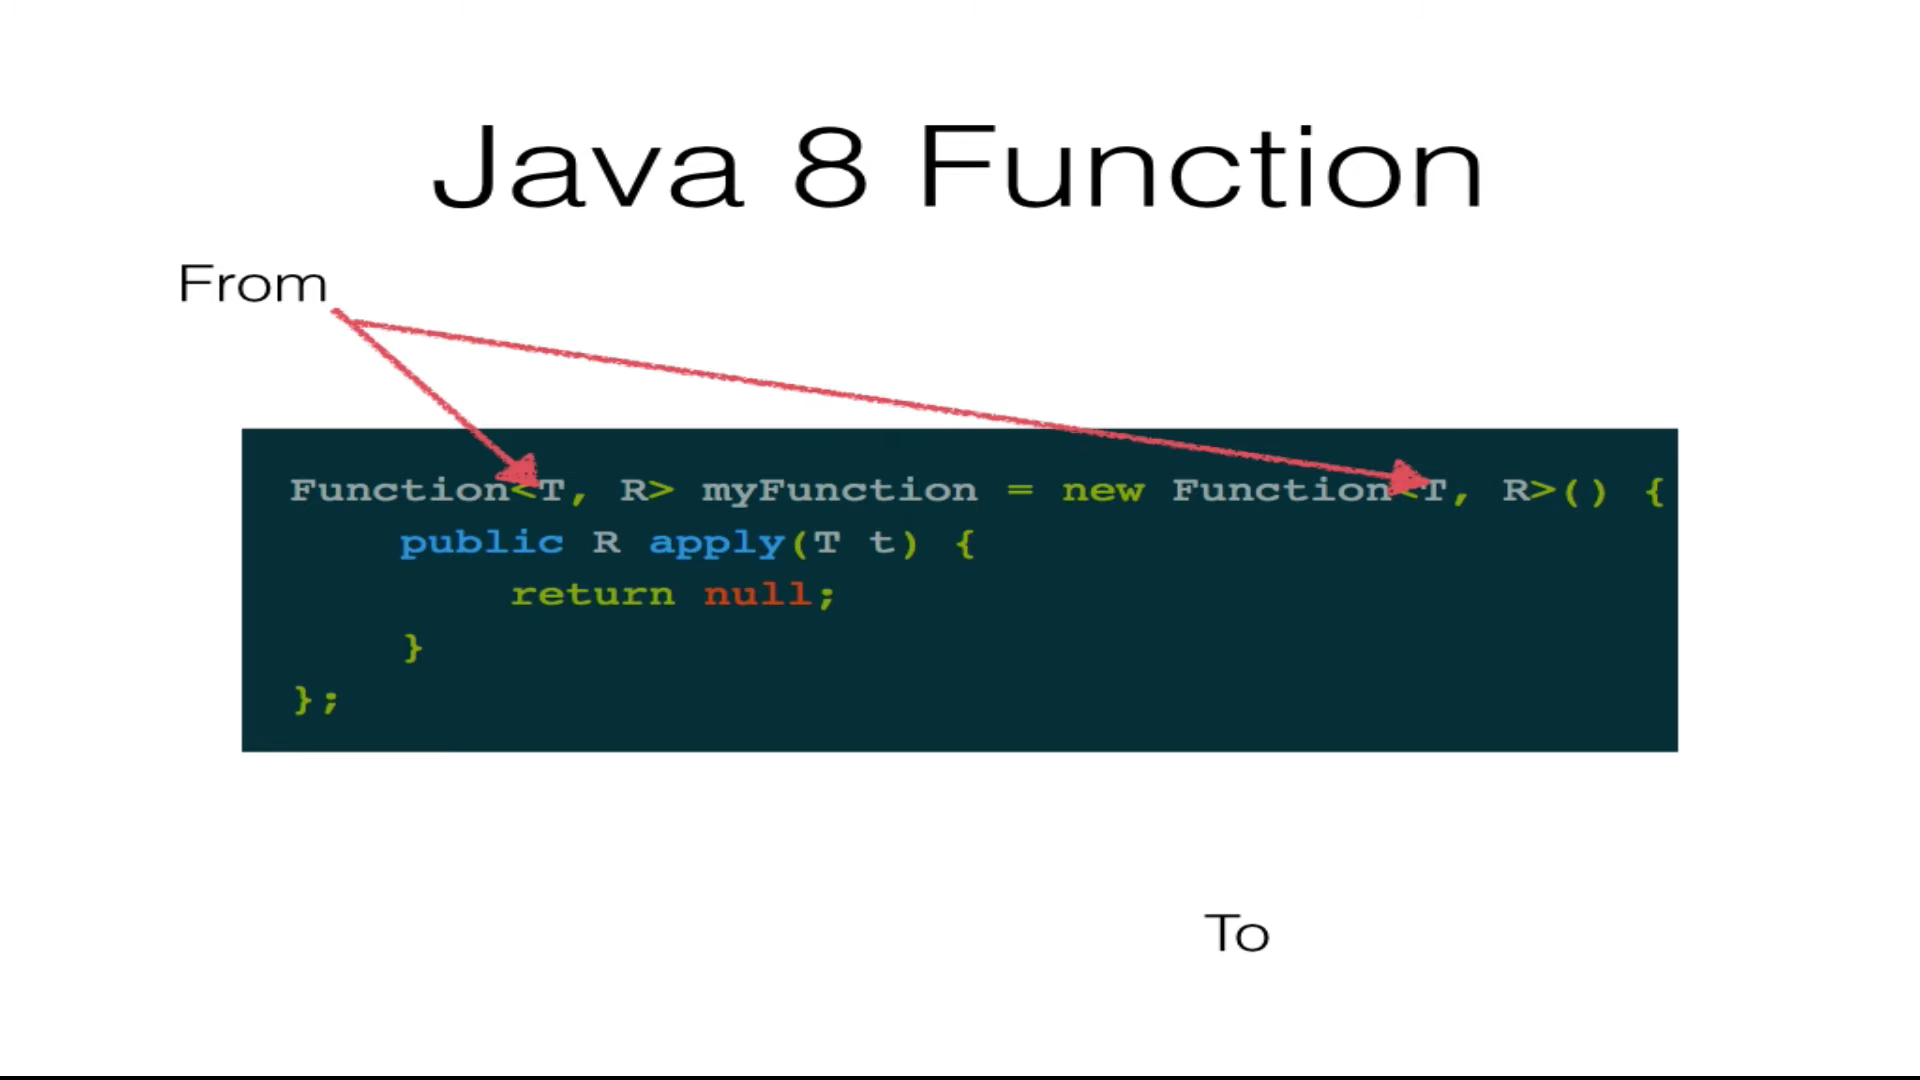 Java 8 Function
From
Function<T, R> myFunction = new Function<T, R>() {
    public R apply(T t) {
        return null;
    }
};
To